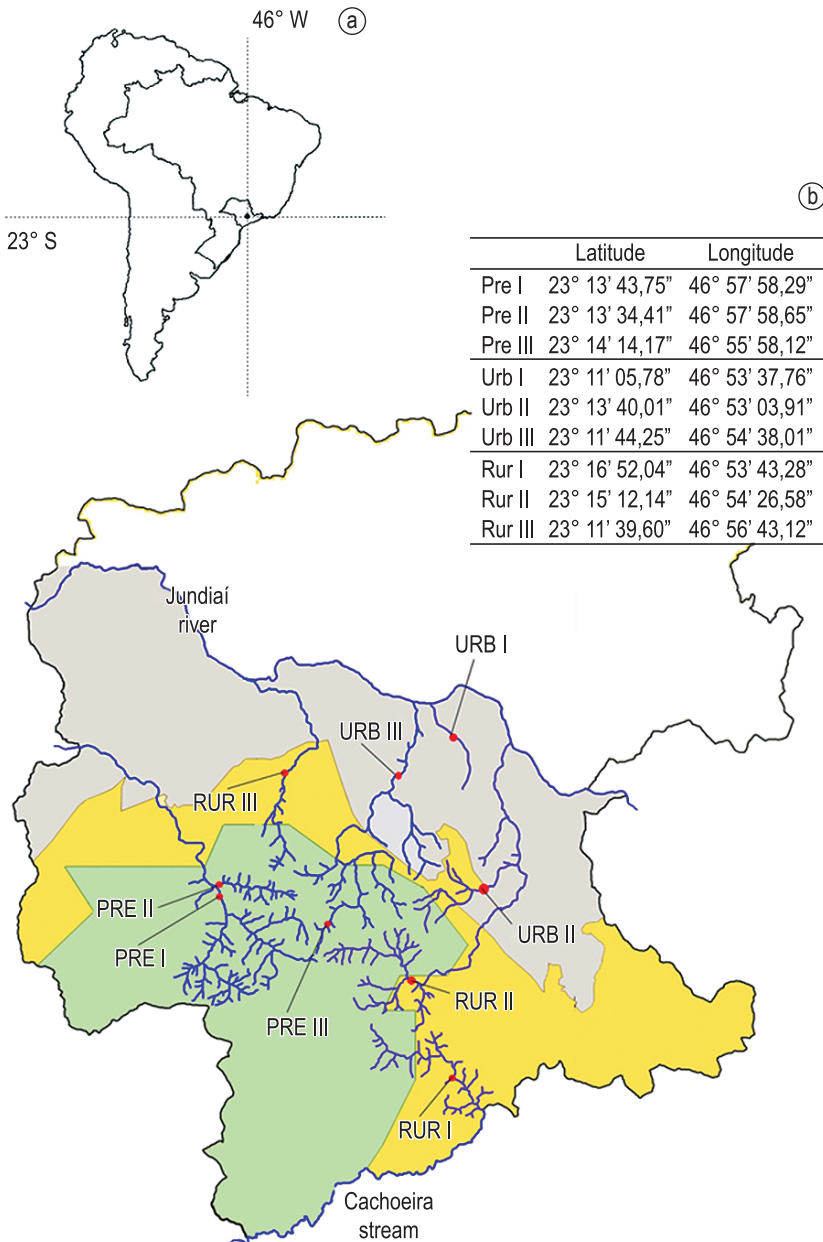 46° W
a
23° S
b
Latitude Longitude
Pre I 23° 13’ 43,75” 46° 57’ 58,29”
Pre II 23° 13’ 34,41” 46° 57’ 58,65”
Pre III 23° 14’ 14,17” 46° 55’ 58,12”
Urb I 23° 11’ 05,78” 46° 53’ 37,76”
Urb II 23° 13’ 40,01” 46° 53’ 03,91”
Urb III 23° 11’ 44,25” 46° 54’ 38,01”
Rur I 23° 16’ 52,04” 46° 53’ 43,28”
Rur II 23° 15’ 12,14” 46° 54’ 26,58”
Rur III 23° 11’ 39,60” 46° 56’ 43,12”
Jundiaí
river
URB I
URB III
RUR III
PRE II
URB II
PRE I
RUR II
PRE III
RUR I
Cachoeira
stream